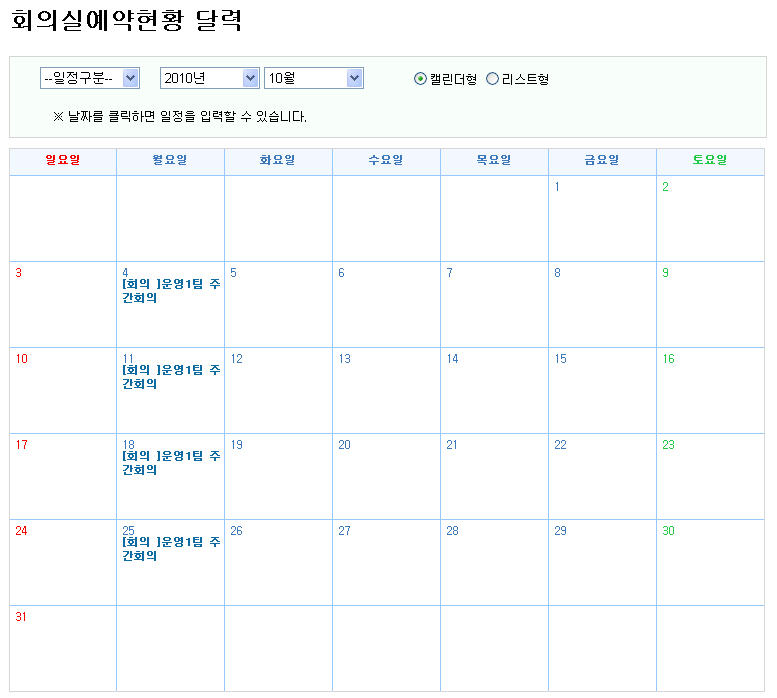 회의실예약현황 달력
--일정구분-- 2010년 10월 캘린더형 리스트형
※ 날짜를 클릭하면 일정을 입력할 수 있습니다.
일요일 월요일 화요일 수요일 목요일 금요일 토요일
1 2
3 4 5 6 7 8 9
[회의 ]운영1팀 주
간회의
10 11 12 13 14 15 16
[회의 ]운영1팀 주
간회의
17 18 19 20 21 22 23
[회의 ]운영1팀 주
간회의
24 25 26 27 28 29 30
[회의 ]운영1팀 주
간회의
31